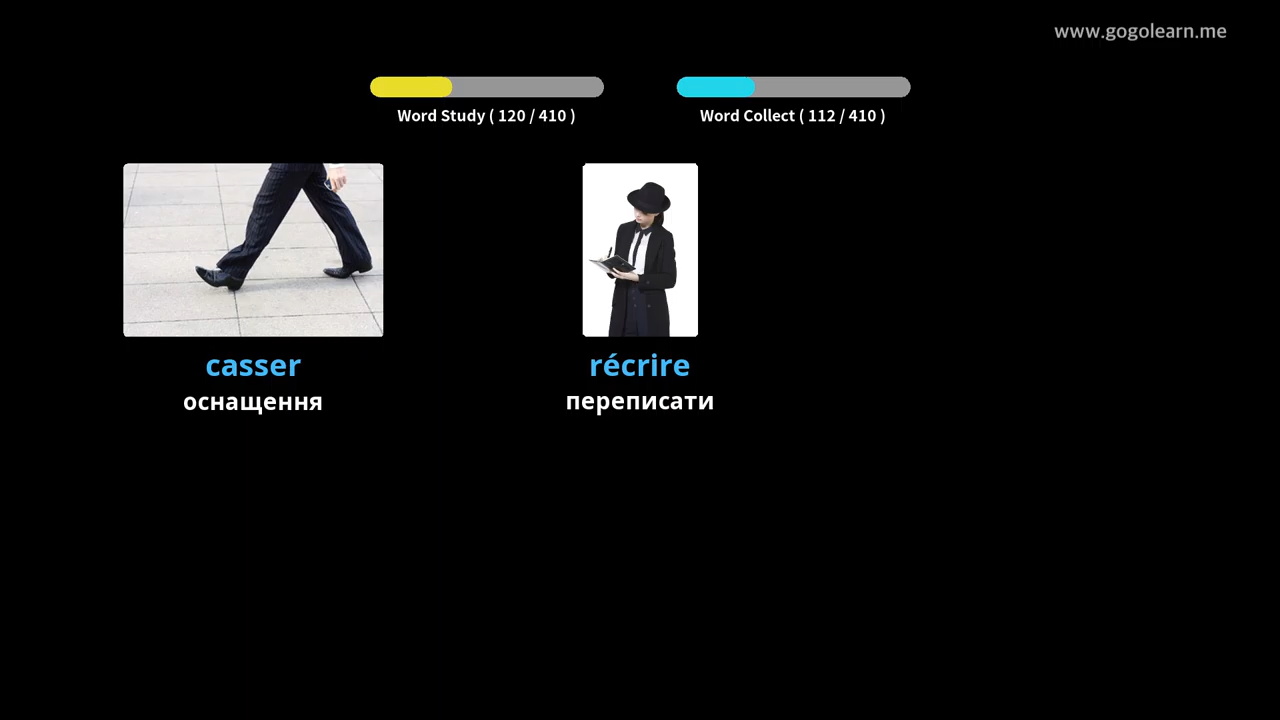 www.gogolearn.me
Word Study ( 120 / 410 )
Word Collect ( 112 / 410 )
casser
оснащення
récrire
переписати